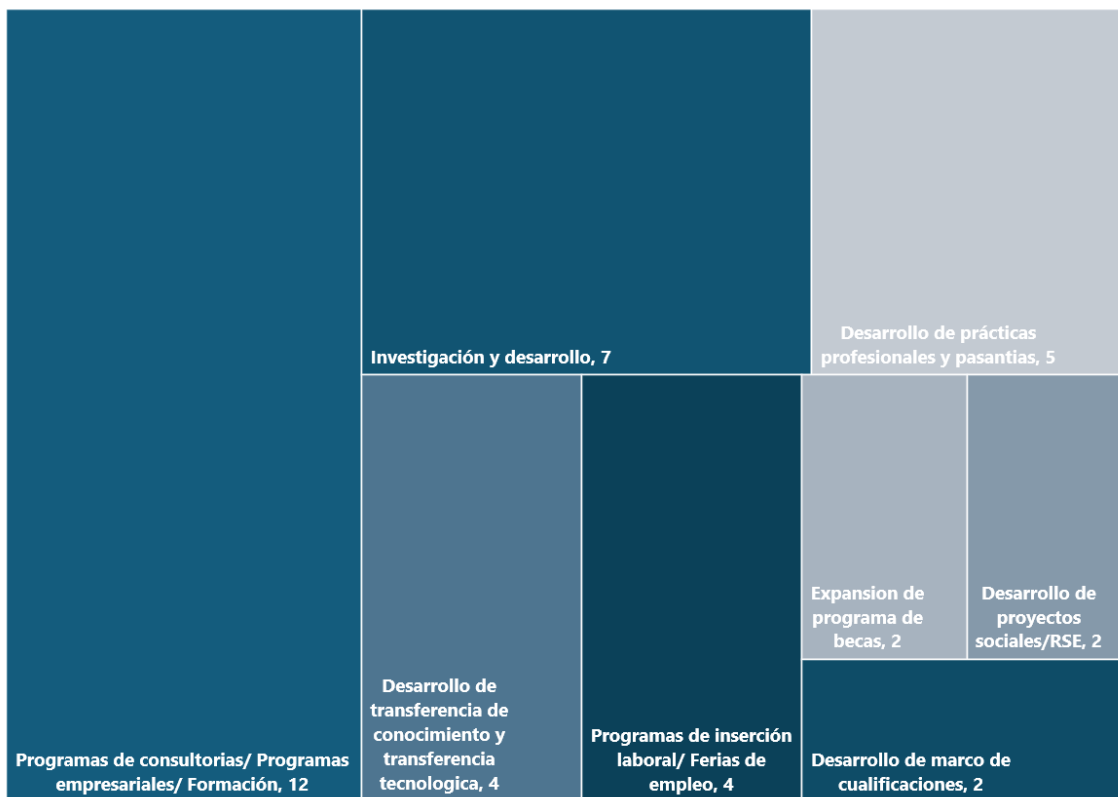 Investigación y desarrollo, 7
Desarrollo de prácticas
profesionales y pasantias, 5
Programas de consultorias/ Programas
empresariales/ Formación, 12
Desarrollo de
transferencia de
conocimiento y
transferencia
tecnologica, 4
Programas de inserción
laboral/ Ferias de
empleo, 4
Expansion de
programa de
becas, 2
Desarrollo de
proyectos
sociales/RSE, 2
Desarrollo de marco de
cualificaciones, 2